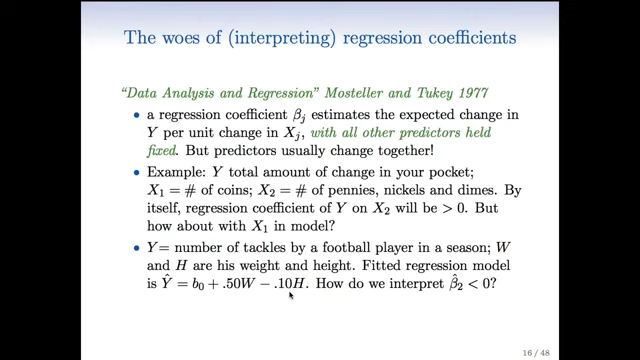 The woes of (interpreting) regression coefficients
“Data Analysis and Regression” Mosteller and Tukey 1977
• a regression coefficient βj estimates the expected change in
Y per unit change in Xj, with all other predictors held
fixed. But predictors usually change together!
• Example: Y total amount of change in your pocket;
X1 = # of coins; X2 = # of pennies, nickels and dimes. By
itself, regression coefficient of Y on X2 will be > 0. But
how about with X1 in model?
• Y = number of tackles by a football player in a season; W
and H are his weight and height. Fitted regression model
is Ŷ = b0 + .50W − .10H. How do we interpret β̂2 < 0?
16 / 48